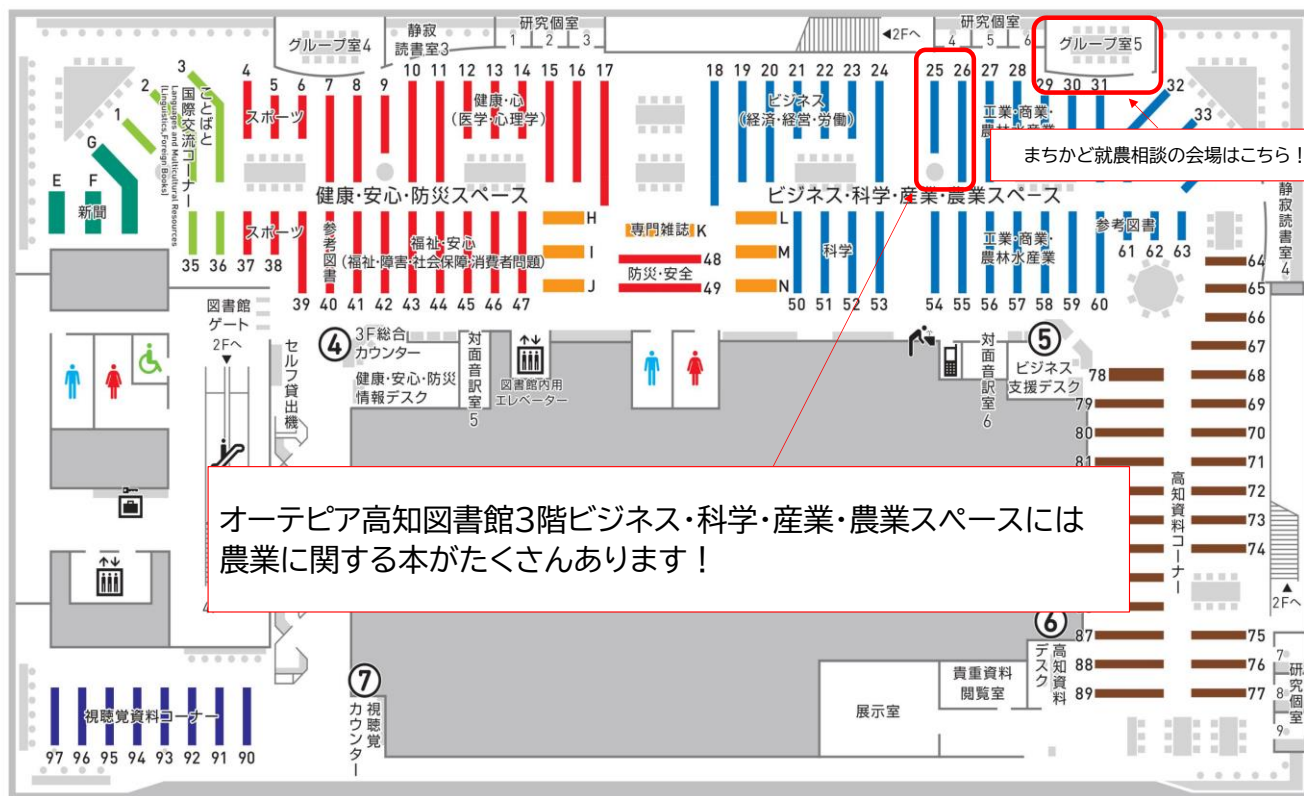 グループ室4
静寂
読書室3
研究個室
1 2 3
◀2Fへ
研究個室
4 5 6
グループ室5
3
2
1
G
E F
新聞
ことばと
国際交流コーナー
Languages and Multicultural Resources
(Linguistics,Foreign Books)
4 5 6 7 8 9 10 11 12 13 14 15 16 17
スポーツ
健康・心
(医学・心理学)
18 19 20 21 22 23 24
ビジネス
(経済・経営・労働)
25 26 27 28 29 30 31 32
33
工業・商業・
農林水産業
まちかど就農相談の会場はこちら!
健康・安心・防災スペース
ビジネス・科学・産業・農業スペース
静寂読書室4
35 36
スポーツ
37 38
参考図書
福祉・安心
(福祉・障害・社会保障・消費者問題)
39 40 41 42 43 44 45 46 47
H
I
J
専門雑誌 K
48
防災・安全
49
L
M
N
科学
50 51 52 53
工業・商業・
農林水産業
54 55 56 57 58 59 60
参考図書
61 62 63
64
65
66
67
68
69
70
71
72
73
74
75
76
77
図書館
ゲート
2Fへ
▼
セルフ貸出機
④
3F総合
カウンター
健康・安心・防災
情報デスク
対面音訳室5
図書館内用
エレベーター
対面音訳室6
⑤
ビジネス
支援デスク
78
79
80
81
高知資料コーナー
オーテピア高知図書館3階ビジネス・科学・産業・農業スペースには
農業に関する本がたくさんあります!
▲
2Fへ
⑥
高知資料
デスク
87
88
89
研究個室
7
8
9
貴重資料
閲覧室
展示室
⑦
視聴覚
カウンター
視聴覚資料コーナー
97 96 95 94 93 92 91 90